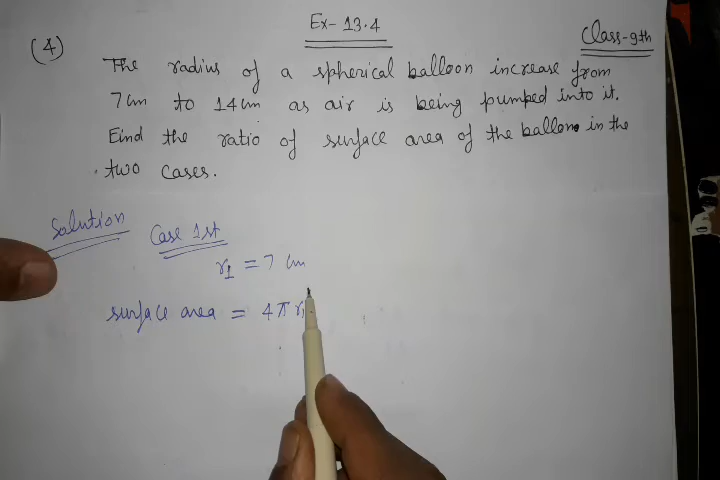 Ex- 13.4
Class-9th
(4)
The radius of a spherical balloon increase from
7cm to 14cm as air is being pumped into it.
Find the ratio of surface area of the ballon in the
two cases.
Solution
Case 1st
r1 = 7 cm
surface area = 4πr